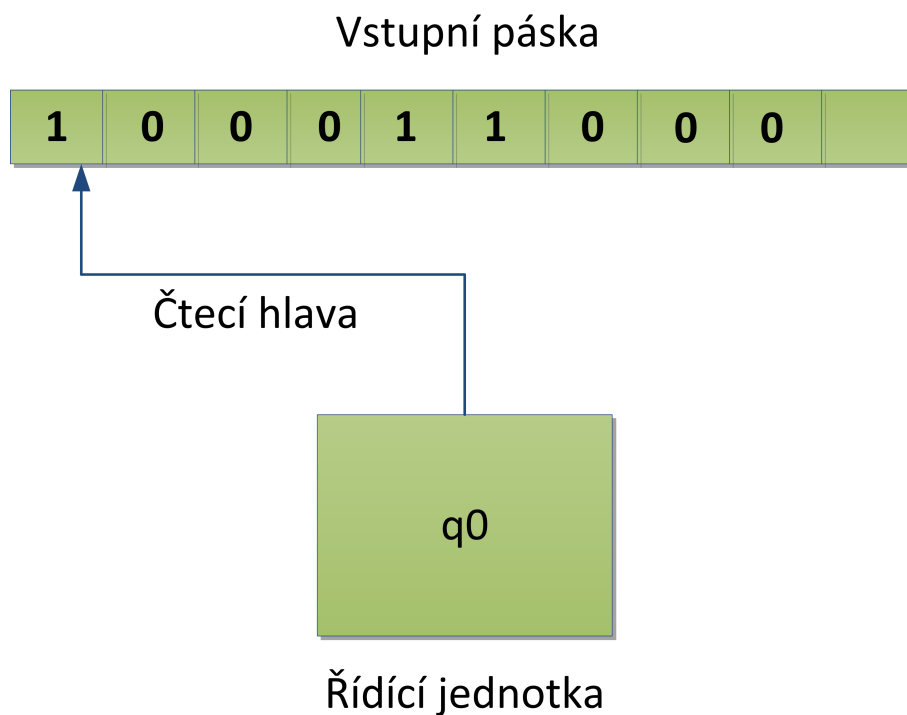 Vstupní páska
1 0 0 0 1 1 0 0 0
Čtecí hlava
q0
Řídící jednotka